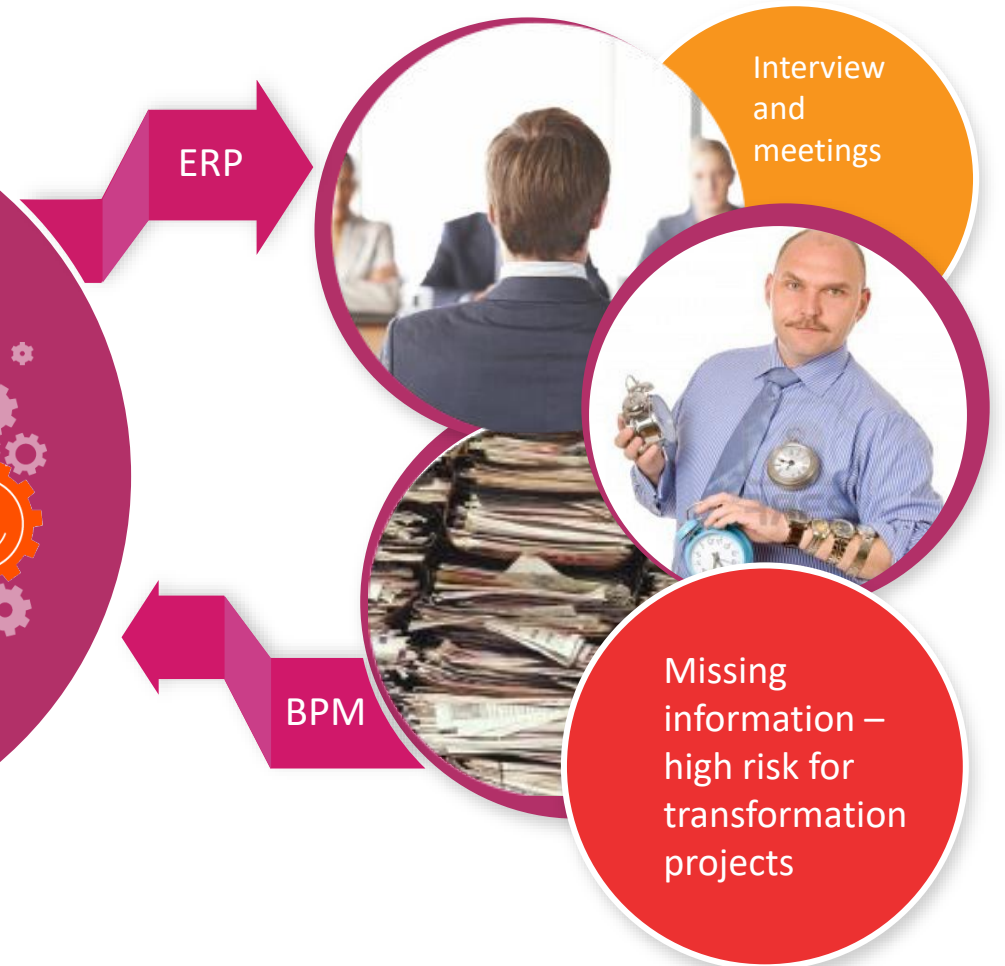 ERP
Interview
and
meetings
BPM
Missing
information –
high risk for
transformation
projects